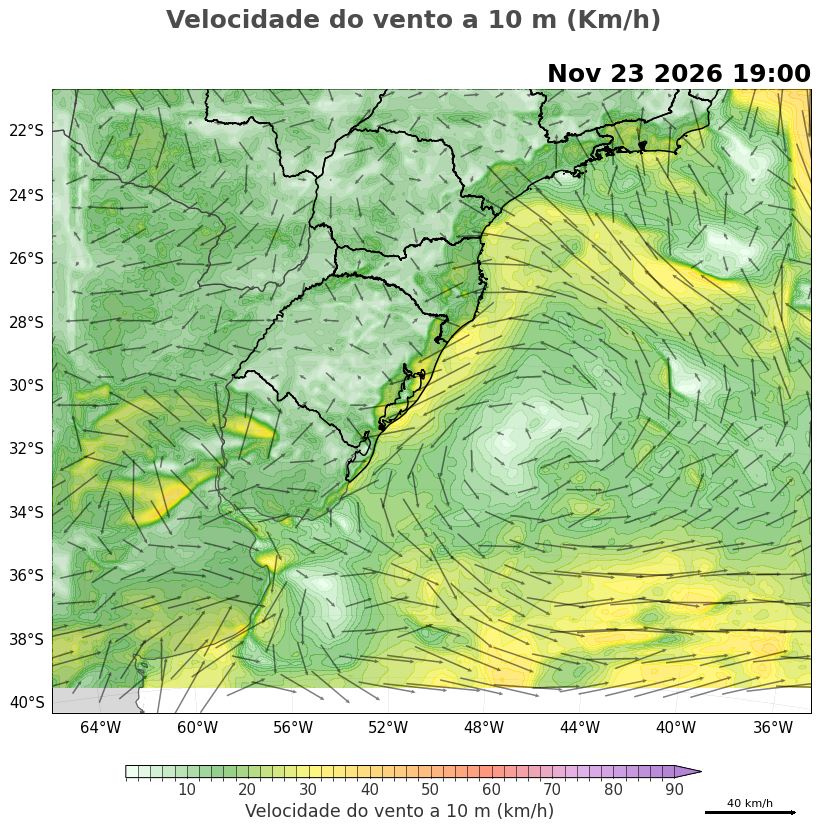 Velocidade do vento a 10 m (Km/h)
Nov 23 2026 19:00
22°S
24°S
26°S
28°S
30°S
32°S
34°S
36°S
38°S
40°S
64°W 60°W 56°W 52°W 48°W 44°W 40°W 36°W
10 20 30 40 50 60 70 80 90
Velocidade do vento a 10 m (km/h)
40 km/h